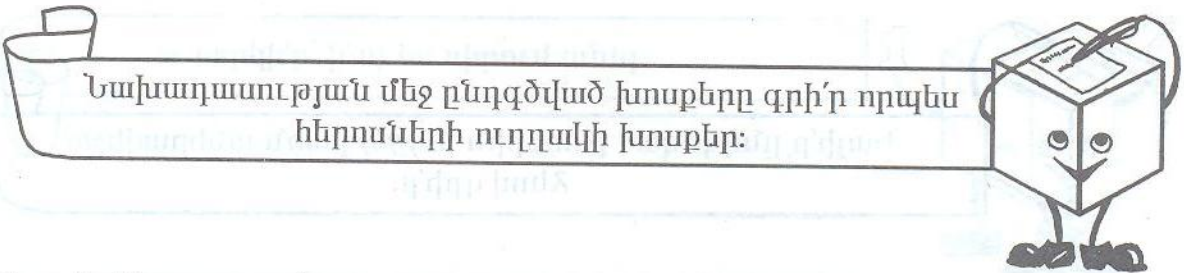 Նախադասության մեջ ընդգծված խոսքերը գրի՛ր որպես
հերոսների ուղղակի խոսքեր: